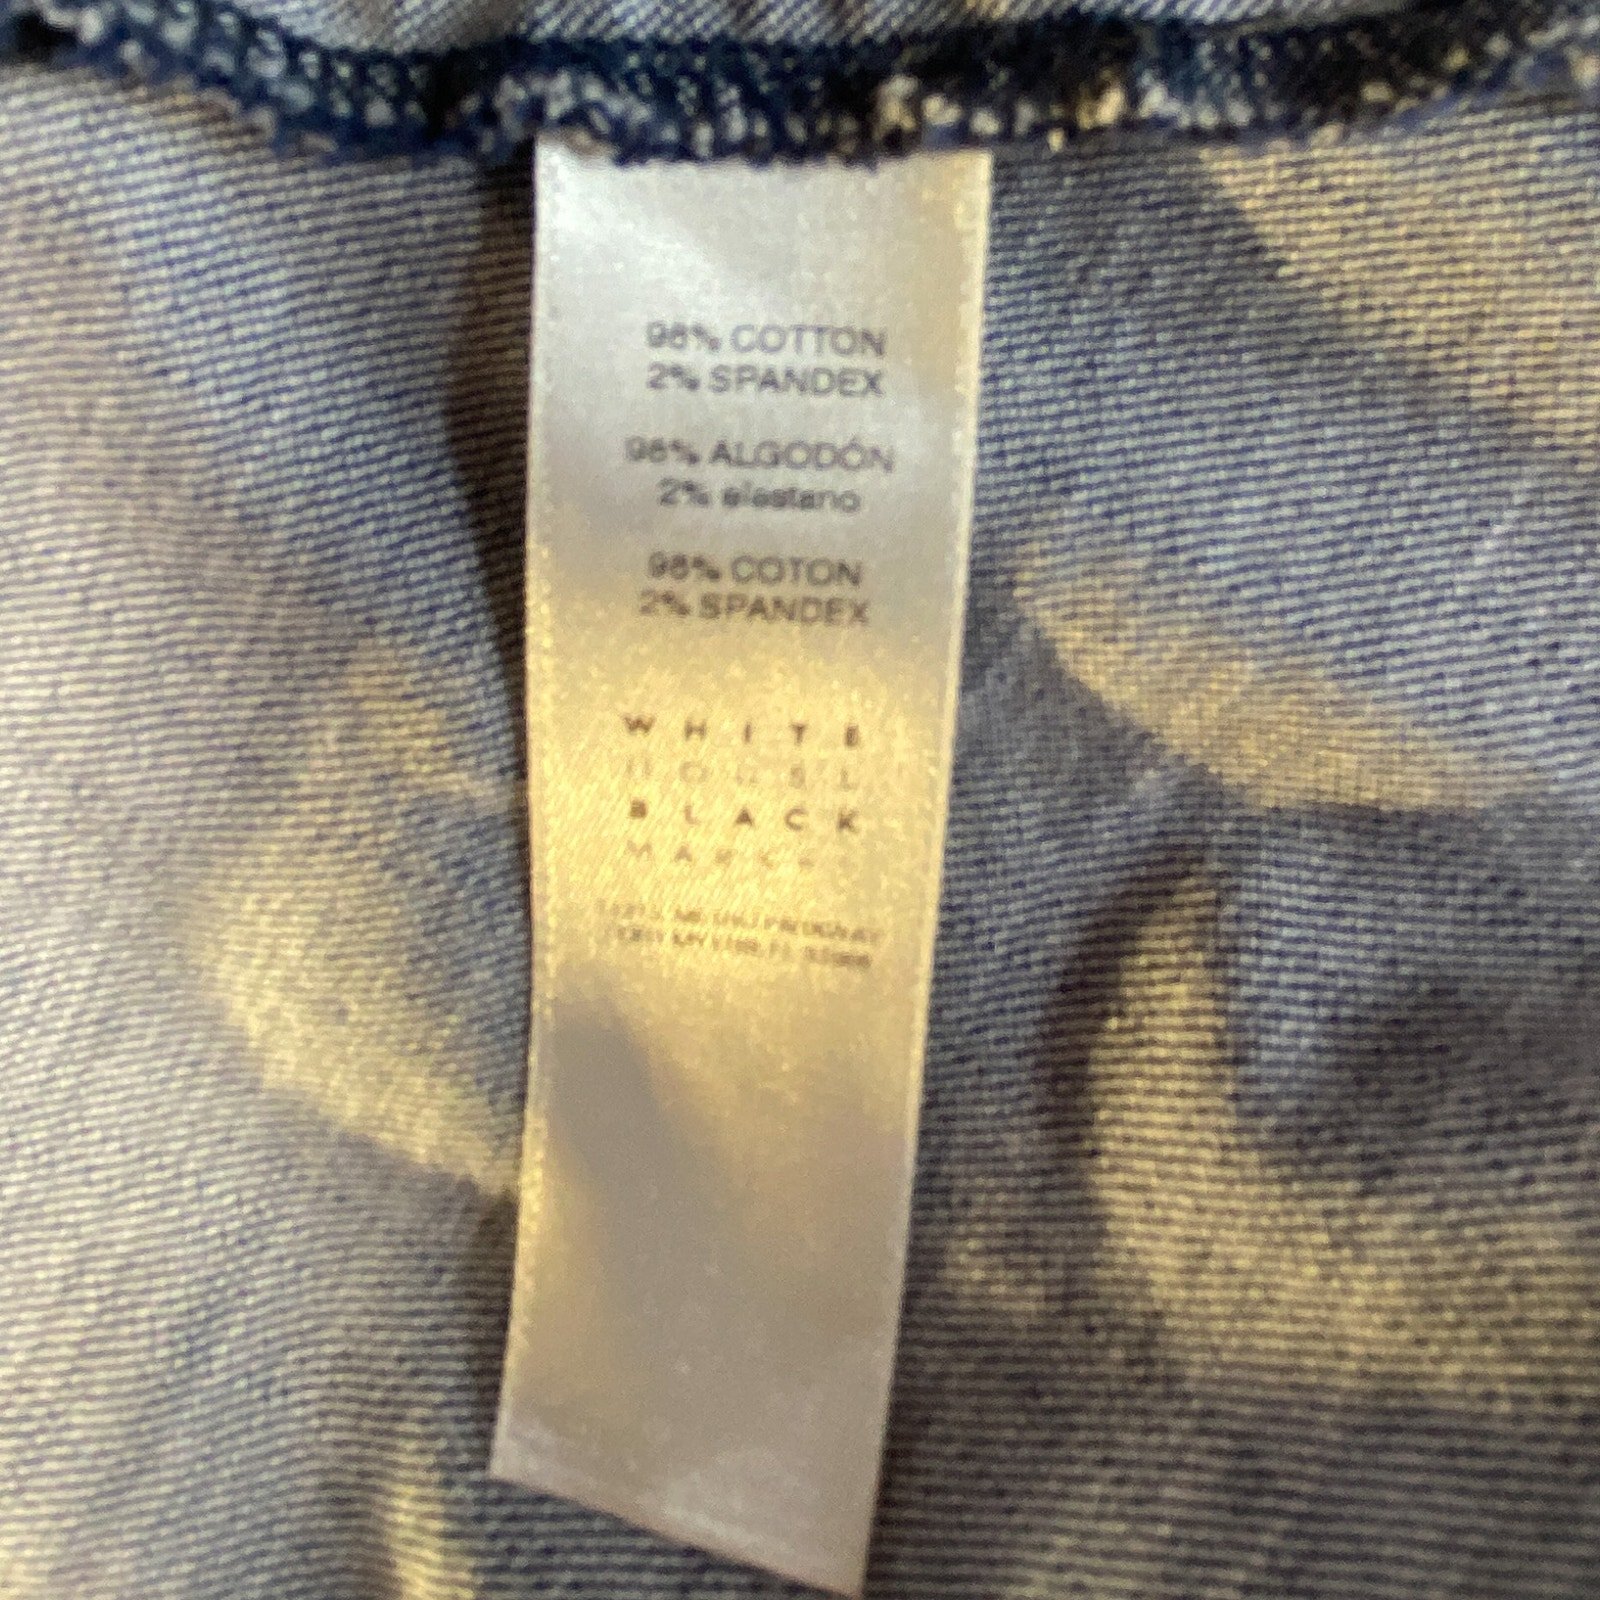 98% COTTON
2% SPANDEX
98% ALGODÓN
2% elastano
98% COTON
2% SPANDEX
WHITE
HOUSE
BLACK
MARKET